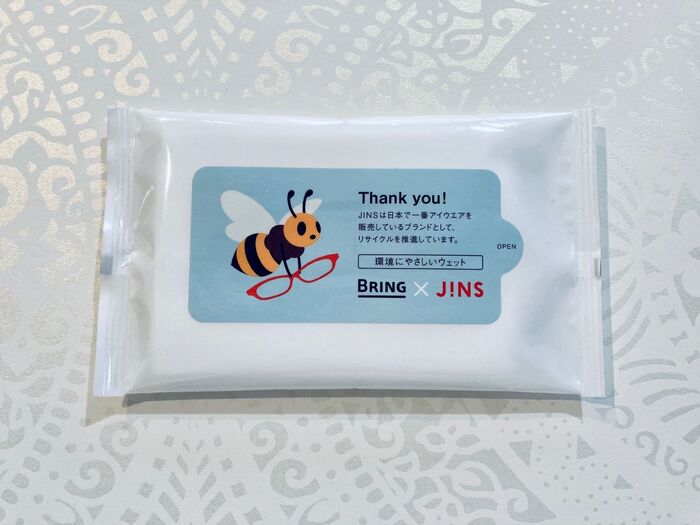 Thank you!
JINSは日本で一番アイウエアを
販売しているブランドとして、
リサイクルを推進しています。
OPEN
環境にやさしいウェット
BRING × J!NS